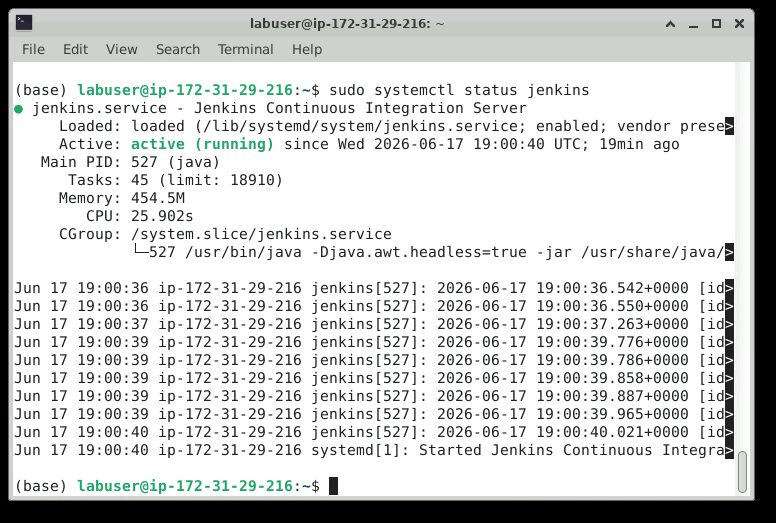 labuser@ip-172-31-29-216: ~
File Edit View Search Terminal Help
(base) labuser@ip-172-31-29-216:~$ sudo systemctl status jenkins
● jenkins.service - Jenkins Continuous Integration Server
Loaded: loaded (/lib/systemd/system/jenkins.service; enabled; vendor prese>
Active: active (running) since Wed 2026-06-17 19:00:40 UTC; 19min ago
Main PID: 527 (java)
Tasks: 45 (limit: 18910)
Memory: 454.5M
CPU: 25.902s
CGroup: /system.slice/jenkins.service
└─527 /usr/bin/java -Djava.awt.headless=true -jar /usr/share/java/>
Jun 17 19:00:36 ip-172-31-29-216 jenkins[527]: 2026-06-17 19:00:36.542+0000 [id>
Jun 17 19:00:36 ip-172-31-29-216 jenkins[527]: 2026-06-17 19:00:36.550+0000 [id>
Jun 17 19:00:37 ip-172-31-29-216 jenkins[527]: 2026-06-17 19:00:37.263+0000 [id>
Jun 17 19:00:39 ip-172-31-29-216 jenkins[527]: 2026-06-17 19:00:39.776+0000 [id>
Jun 17 19:00:39 ip-172-31-29-216 jenkins[527]: 2026-06-17 19:00:39.786+0000 [id>
Jun 17 19:00:39 ip-172-31-29-216 jenkins[527]: 2026-06-17 19:00:39.858+0000 [id>
Jun 17 19:00:39 ip-172-31-29-216 jenkins[527]: 2026-06-17 19:00:39.887+0000 [id>
Jun 17 19:00:39 ip-172-31-29-216 jenkins[527]: 2026-06-17 19:00:39.965+0000 [id>
Jun 17 19:00:40 ip-172-31-29-216 jenkins[527]: 2026-06-17 19:00:40.021+0000 [id>
Jun 17 19:00:40 ip-172-31-29-216 systemd[1]: Started Jenkins Continuous Integra>
(base) labuser@ip-172-31-29-216:~$